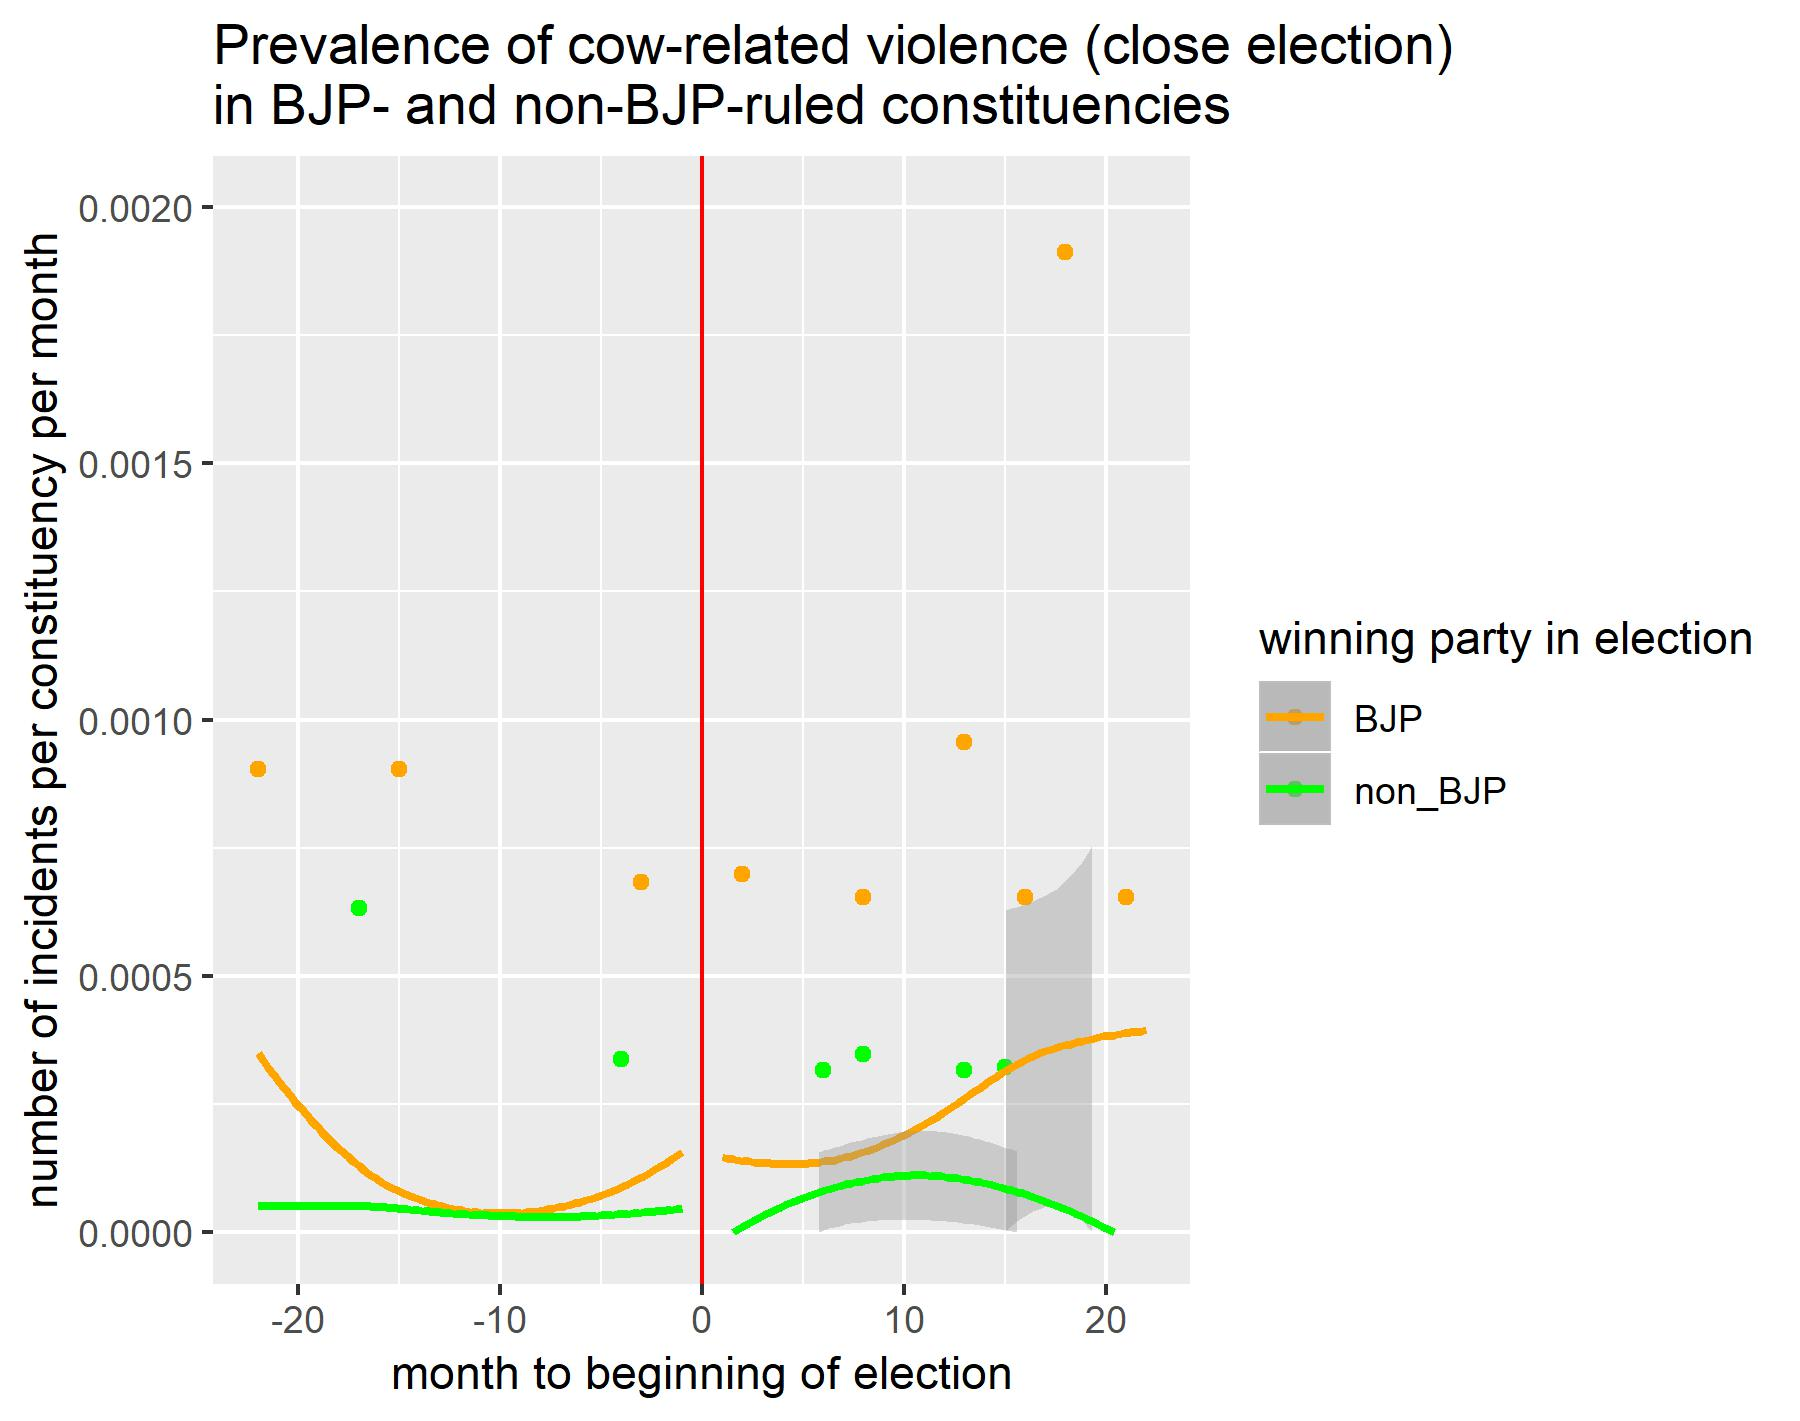 Prevalence of cow-related violence (close election)
in BJP- and non-BJP-ruled constituencies
number of incidents per constituency per month
0.0020
0.0015
0.0010
0.0005
0.0000
-20
-10
0
10
20
month to beginning of election
winning party in election
BJP
non_BJP